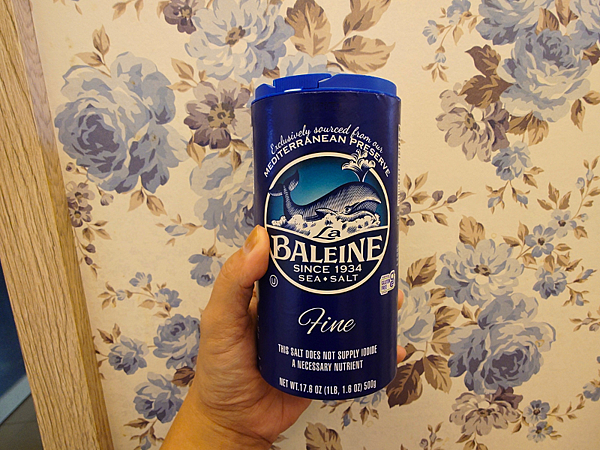 Exclusively sourced from our
MEDITERRANEAN PRESERVE
La
BALEINE
SINCE 1934
SEA • SALT
U
Fine
THIS SALT DOES NOT SUPPLY IODIDE
A NECESSARY NUTRIENT
NET WT.17.6 OZ (1LB, 1.6 OZ) 500g